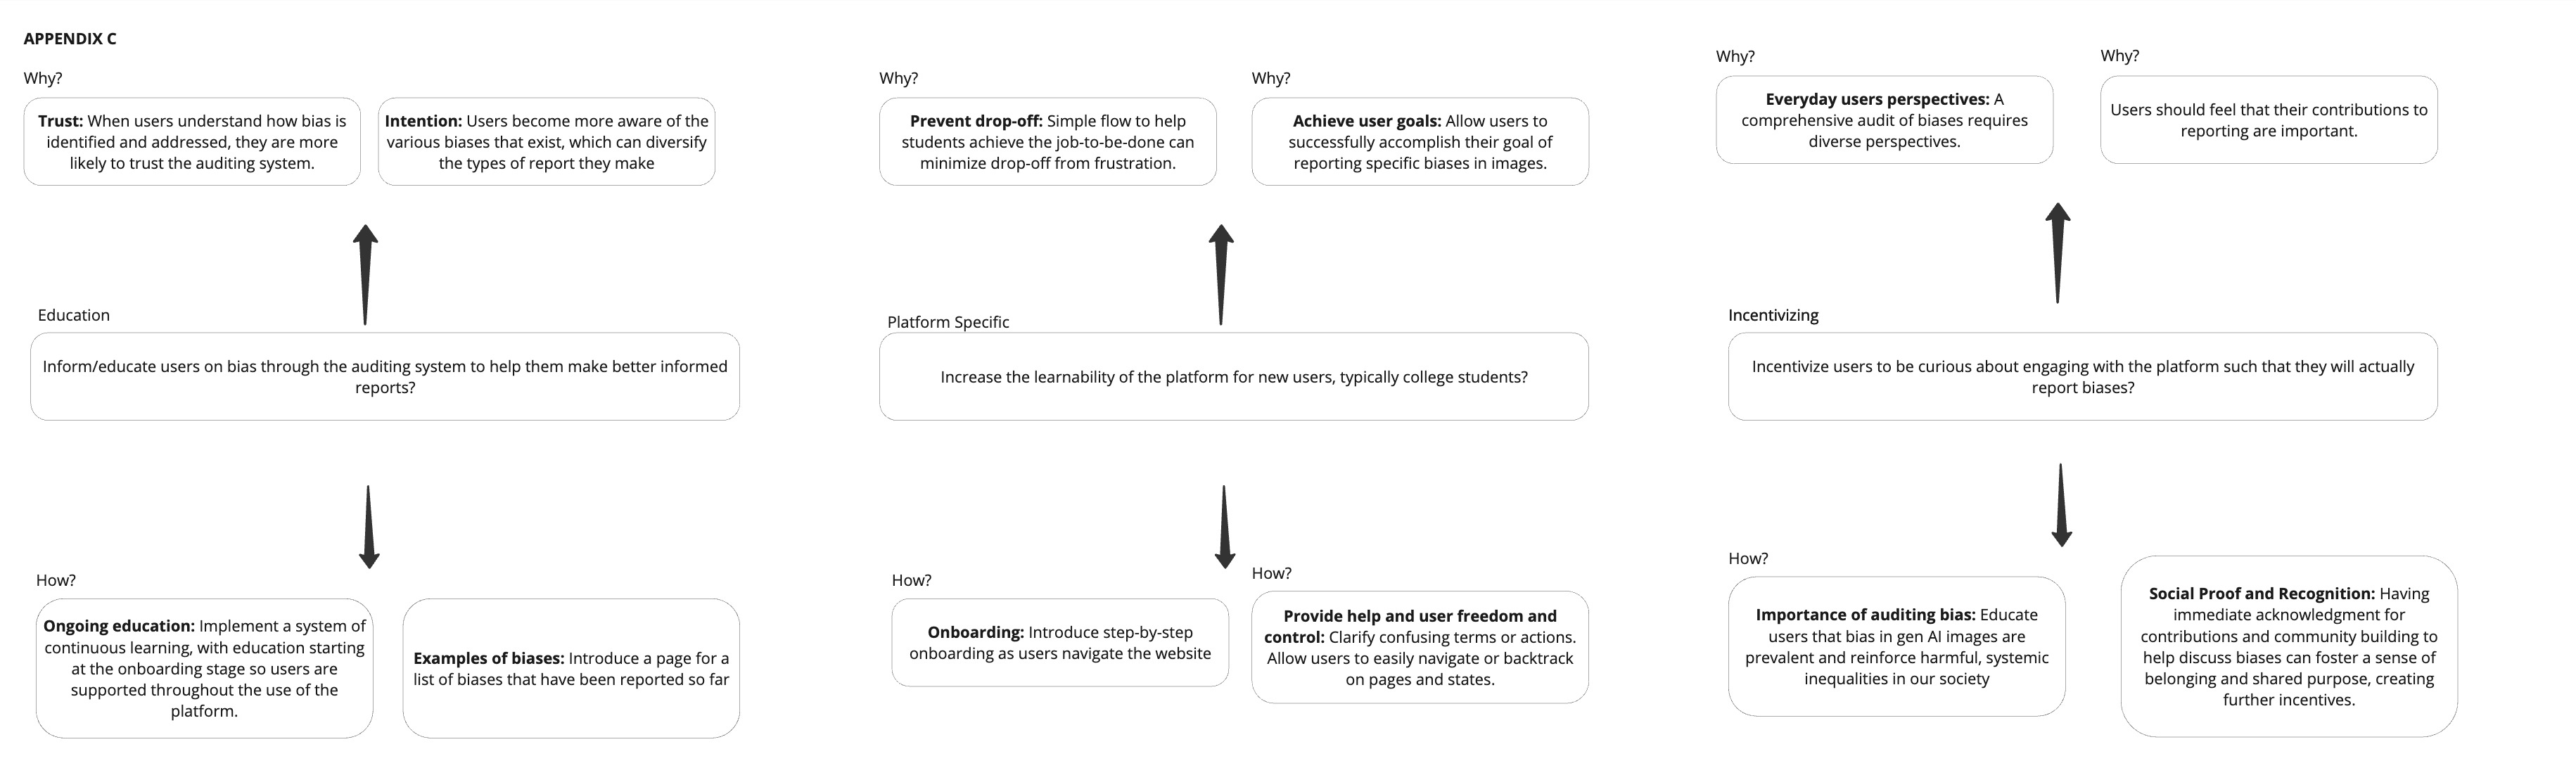 APPENDIX C
Why?
Trust: When users understand how bias is
identified and addressed, they are more
likely to trust the auditing system.
Intention: Users become more aware of the
various biases that exist, which can diversify
the types of report they make
Education
Inform/educate users on bias through the auditing system to help them make better informed
reports?
How?
Ongoing education: Implement a system of
continuous learning, with education starting
at the onboarding stage so users are
supported throughout the use of the
platform.
Examples of biases: Introduce a page for a
list of biases that have been reported so far
Why?
Prevent drop-off: Simple flow to help
students achieve the job-to-be-done can
minimize drop-off from frustration.
Why?
Achieve user goals: Allow users to
successfully accomplish their goal of
reporting specific biases in images.
Platform Specific
Increase the learnability of the platform for new users, typically college students?
How?
Onboarding: Introduce step-by-step
onboarding as users navigate the website
How?
Provide help and user freedom and
control: Clarify confusing terms or actions.
Allow users to easily navigate or backtrack
on pages and states.
Why?
Everyday users perspectives: A
comprehensive audit of biases requires
diverse perspectives.
Why?
Users should feel that their contributions to
reporting are important.
Incentivizing
Incentivize users to be curious about engaging with the platform such that they will actually
report biases?
How?
Importance of auditing bias: Educate
users that bias in gen AI images are
prevalent and reinforce harmful, systemic
inequalities in our society
Social Proof and Recognition: Having
immediate acknowledgment for
contributions and community building to
help discuss biases can foster a sense of
belonging and shared purpose, creating
further incentives.